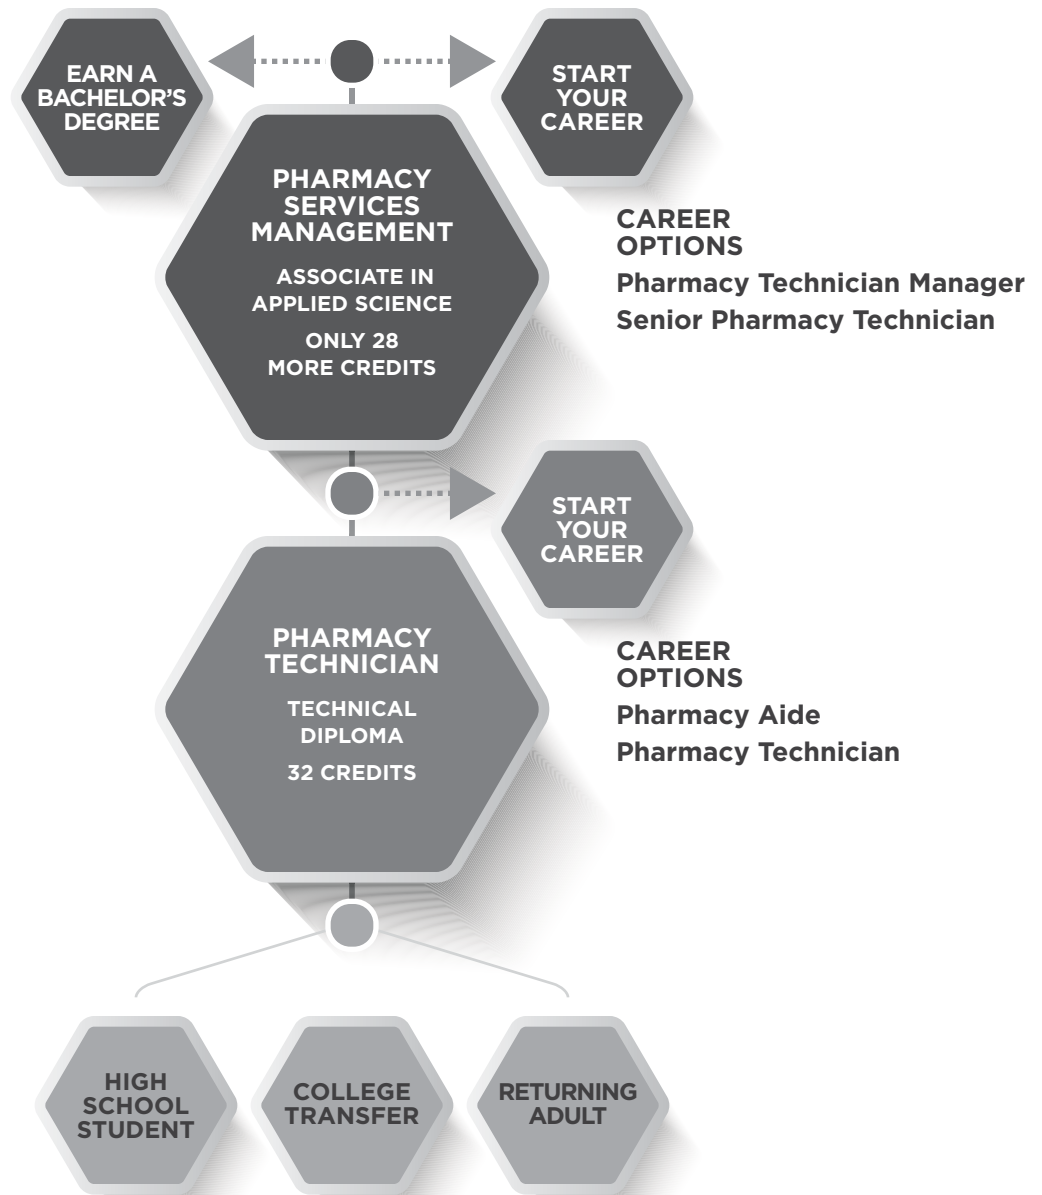 EARN A
BACHELOR'S
DEGREE
START
YOUR
CAREER
PHARMACY
SERVICES
MANAGEMENT
ASSOCIATE IN
APPLIED SCIENCE
ONLY 28
MORE CREDITS
CAREER
OPTIONS
Pharmacy Technician Manager
Senior Pharmacy Technician
START
YOUR
CAREER
PHARMACY
TECHNICIAN
TECHNICAL
DIPLOMA
32 CREDITS
CAREER
OPTIONS
Pharmacy Aide
Pharmacy Technician
HIGH
SCHOOL
STUDENT
COLLEGE
TRANSFER
RETURNING
ADULT